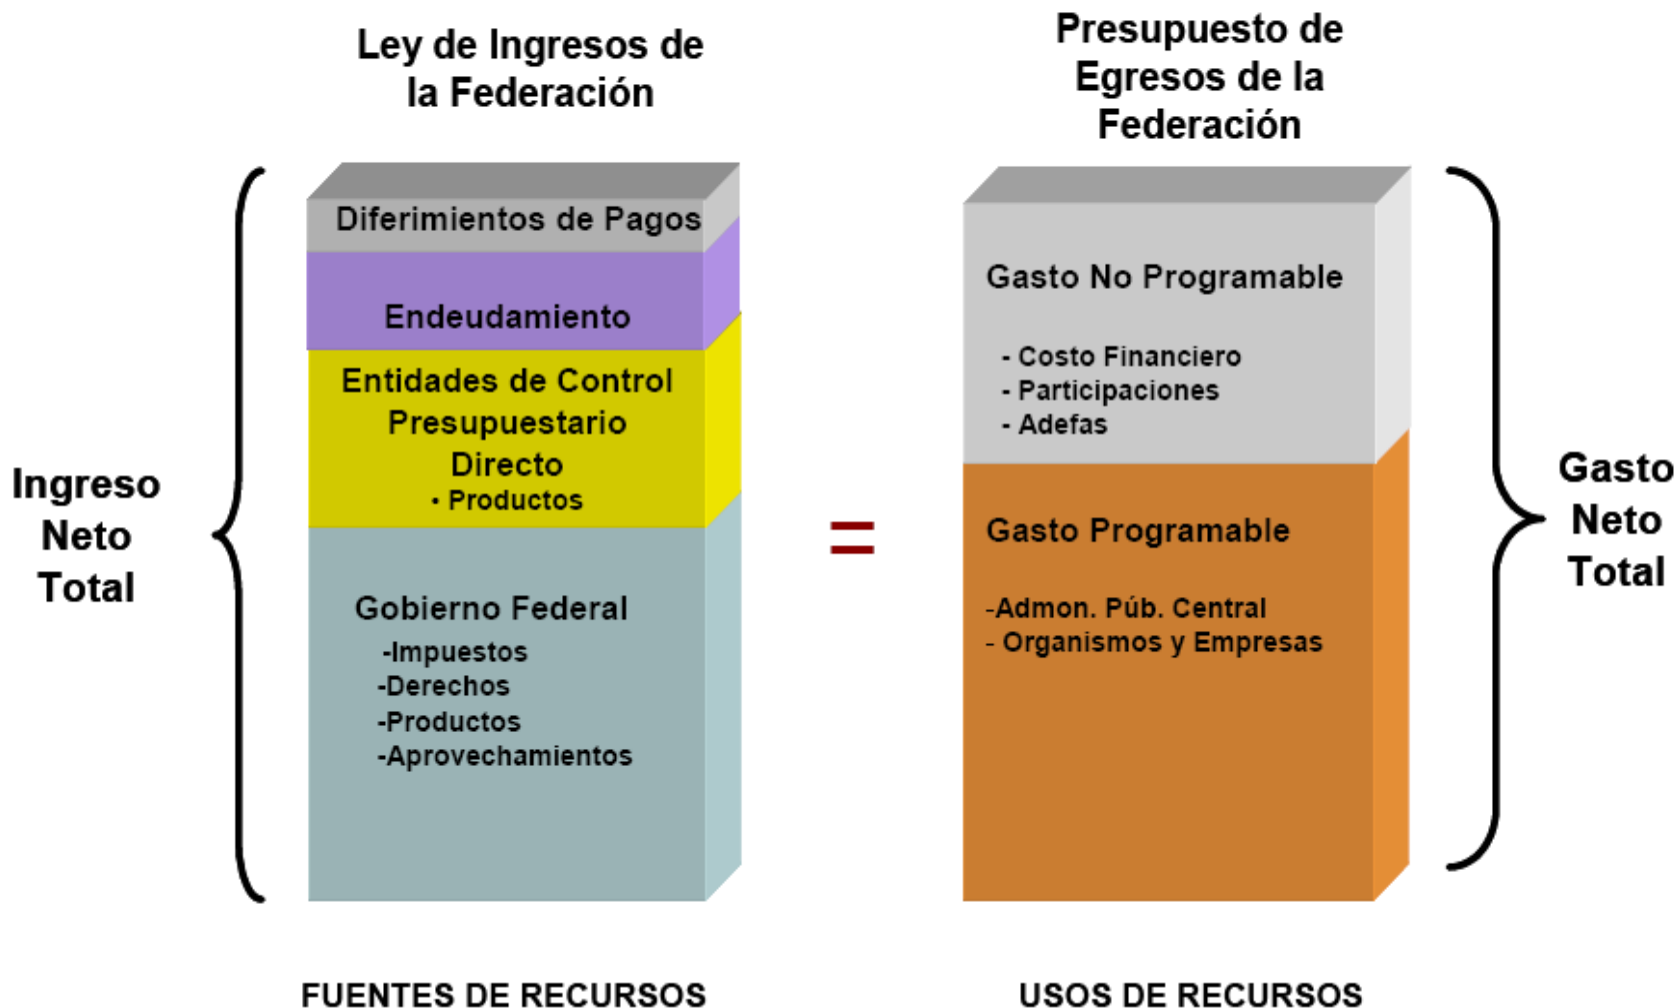 Ley de Ingresos de
la Federación
Presupuesto de
Egresos de la
Federación
Ingreso
Neto
Total
Diferimientos de Pagos
Endeudamiento
Entidades de Control
Presupuestario
Directo
• Productos
Gobierno Federal
-Impuestos
-Derechos
-Productos
-Aprovechamientos
=
Gasto No Programable
- Costo Financiero
- Participaciones
- Adefas
Gasto Programable
-Admon. Púb. Central
- Organismos y Empresas
Gasto
Neto
Total
FUENTES DE RECURSOS
USOS DE RECURSOS